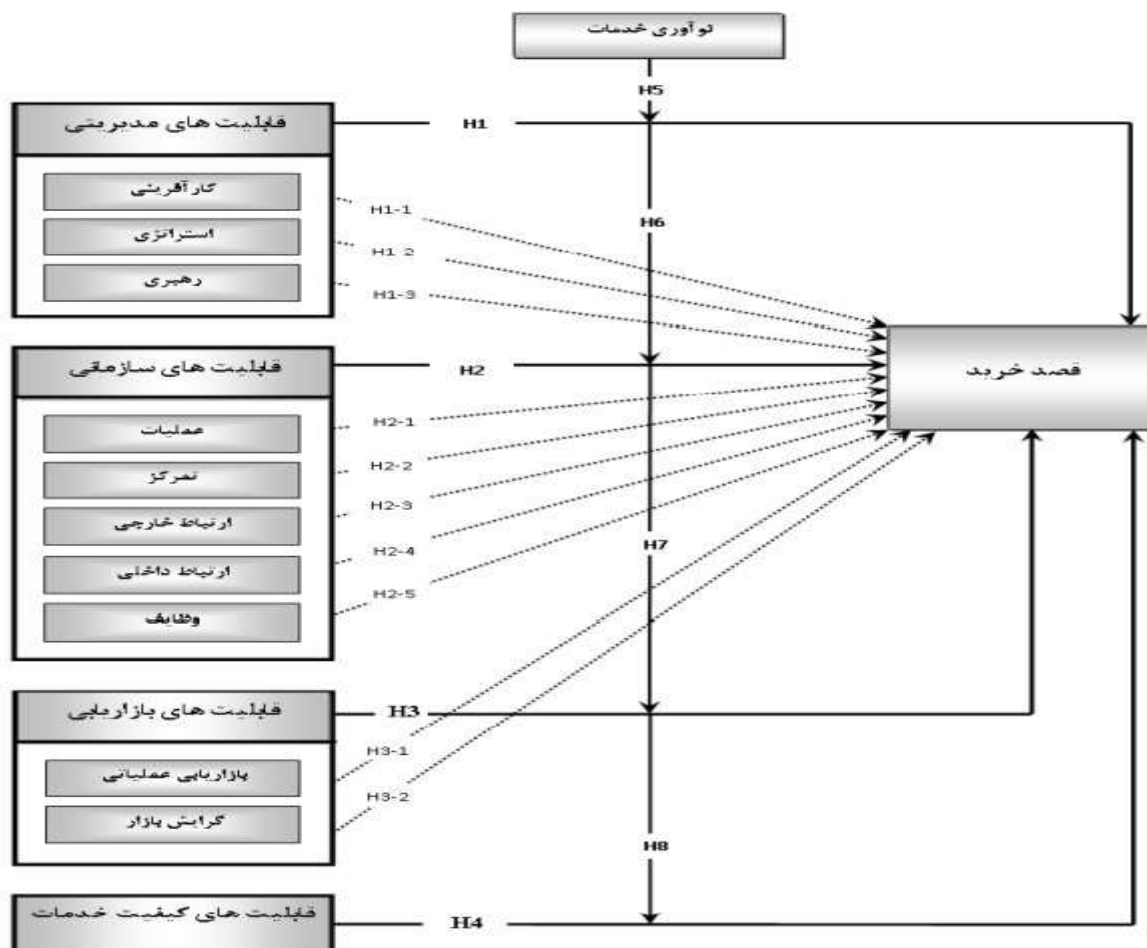 نوآوری خدمات
H5
قابلیت های مدیریتی
H1
کارآفرینی
H1-1
استراتژی
H1-2
رهبری
H1-3
H6
قصد خرید
قابلیت های سازمانی
H2
عملیات
H2-1
تمرکز
H2-2
ارتباط خارجی
H2-3
ارتباط داخلی
H2-4
وظایف
H2-5
H7
قابلیت های بازاریابی
H3
بازاریابی عملیاتی
H3-1
گرایش بازار
H3-2
H8
قابلیت های کیفیت خدمات
H4